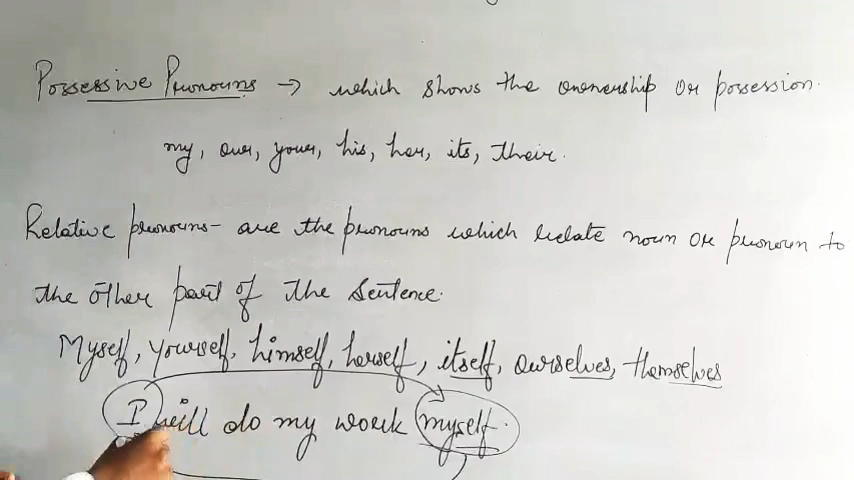 Possessive Pronouns → which shows the ownership or possession.
my, our, your, his, her, its, their.
Relative pronouns - are the pronouns which relate noun or pronoun to
the other part of the sentence.
Myself, yourself, himself, herself, itself, ourselves, themselves
I will do my work myself.